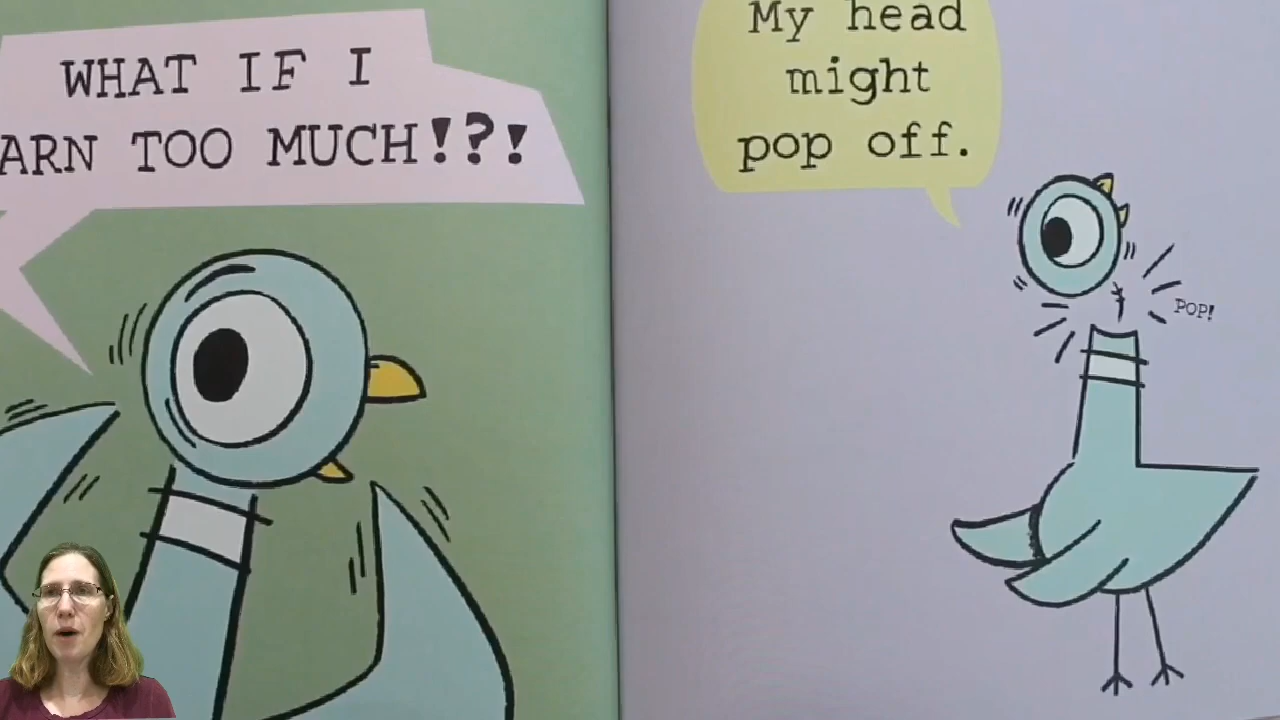 WHAT IF I
ARN TOO MUCH!?!
My head
might
pop off.
POP!